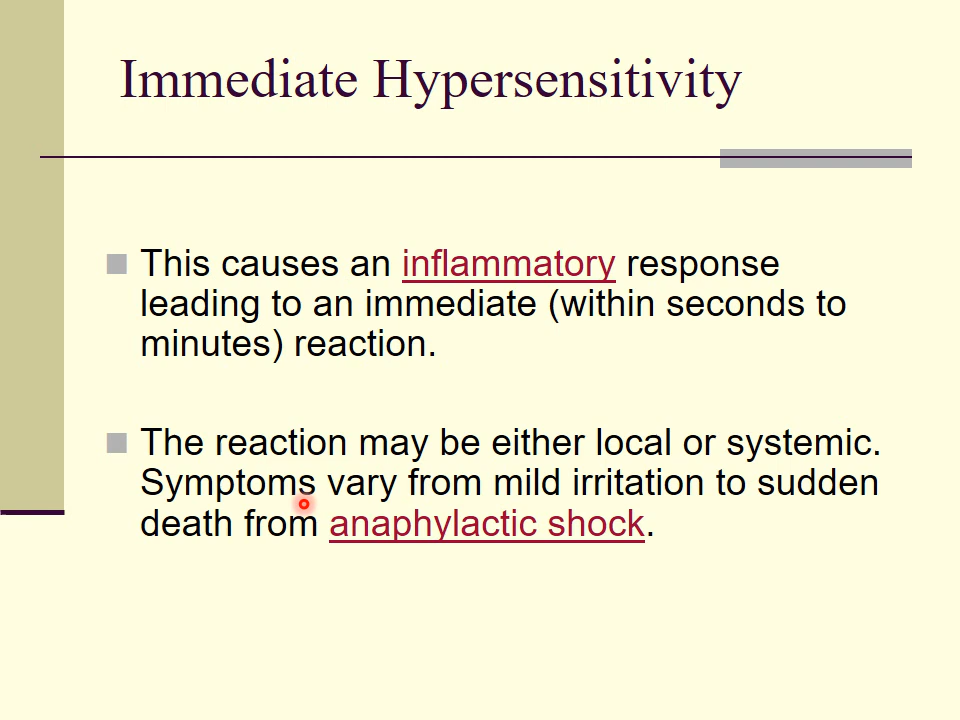 Immediate Hypersensitivity
This causes an inflammatory response
leading to an immediate (within seconds to
minutes) reaction.
The reaction may be either local or systemic.
Symptoms vary from mild irritation to sudden
death from anaphylactic shock.